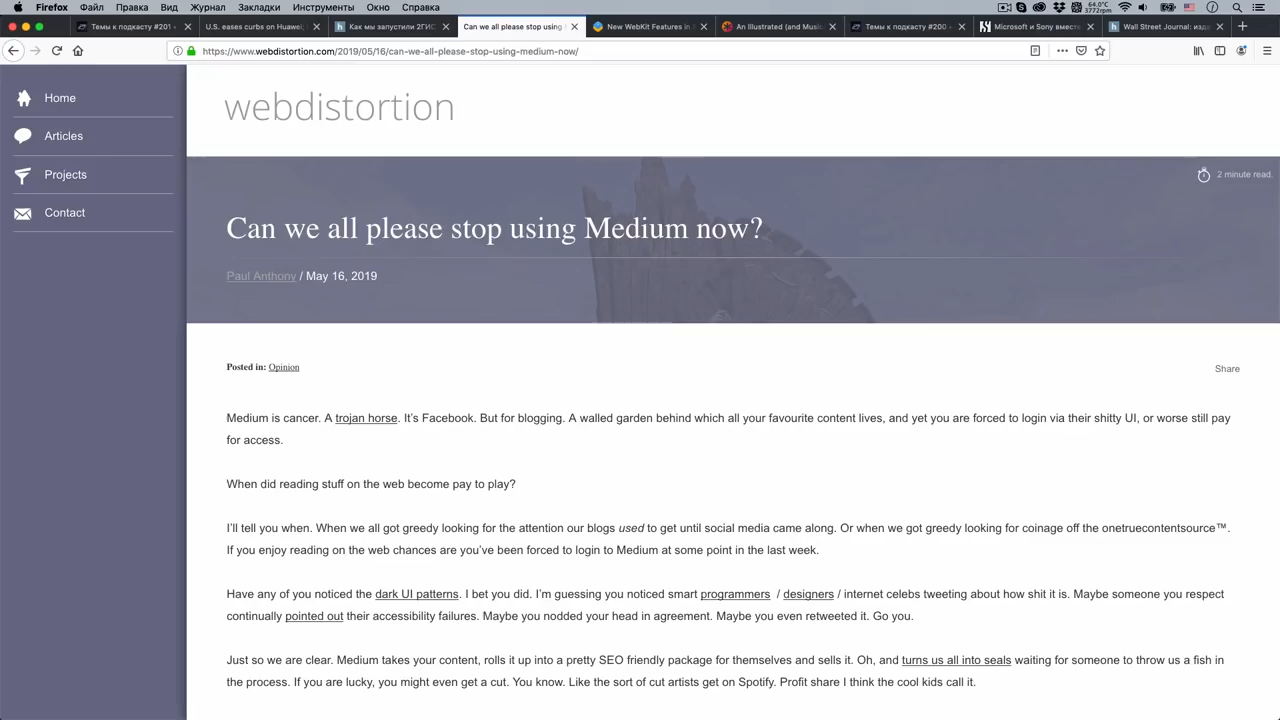 Firefox Файл Правка Вид Журнал Закладки Инструменты Окно Справка
64.0°C
3772rpm
Темы к подкасту #201
U.S. eases curbs on Huawei;
Как мы запустили 2ГИС
Can we all please stop using
New WebKit Features in
An Illustrated (and Music
Темы к подкасту #200
Microsoft и Sony вместе
Wall Street Journal: изд
https://www.webdistortion.com/2019/05/16/can-we-all-please-stop-using-medium-now/
Home
Articles
Projects
Contact
webdistortion
2 minute read.
Can we all please stop using Medium now?
Paul Anthony / May 16, 2019
Posted in: Opinion
Share
Medium is cancer. A trojan horse. It’s Facebook. But for blogging. A walled garden behind which all your favourite content lives, and yet you are forced to login via their shitty UI, or worse still pay
for access.
When did reading stuff on the web become pay to play?
I’ll tell you when. When we all got greedy looking for the attention our blogs used to get until social media came along. Or when we got greedy looking for coinage off the onetruecontentsource™.
If you enjoy reading on the web chances are you’ve been forced to login to Medium at some point in the last week.
Have any of you noticed the dark UI patterns. I bet you did. I’m guessing you noticed smart programmers / designers / internet celebs tweeting about how shit it is. Maybe someone you respect
continually pointed out their accessibility failures. Maybe you nodded your head in agreement. Maybe you even retweeted it. Go you.
Just so we are clear. Medium takes your content, rolls it up into a pretty SEO friendly package for themselves and sells it. Oh, and turns us all into seals waiting for someone to throw us a fish in
the process. If you are lucky, you might even get a cut. You know. Like the sort of cut artists get on Spotify. Profit share I think the cool kids call it.